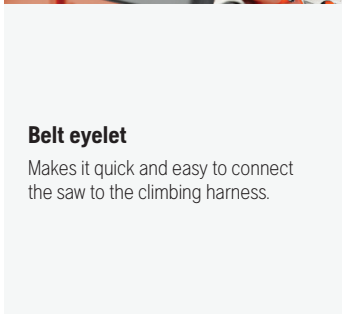 Belt eyelet
Makes it quick and easy to connect
the saw to the climbing harness.